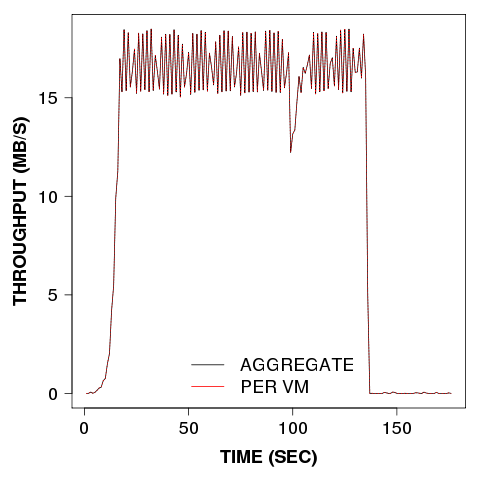 THROUGHPUT (MB/S)
15
10
5
0
AGGREGATE
PER VM
0 50 100 150
TIME (SEC)